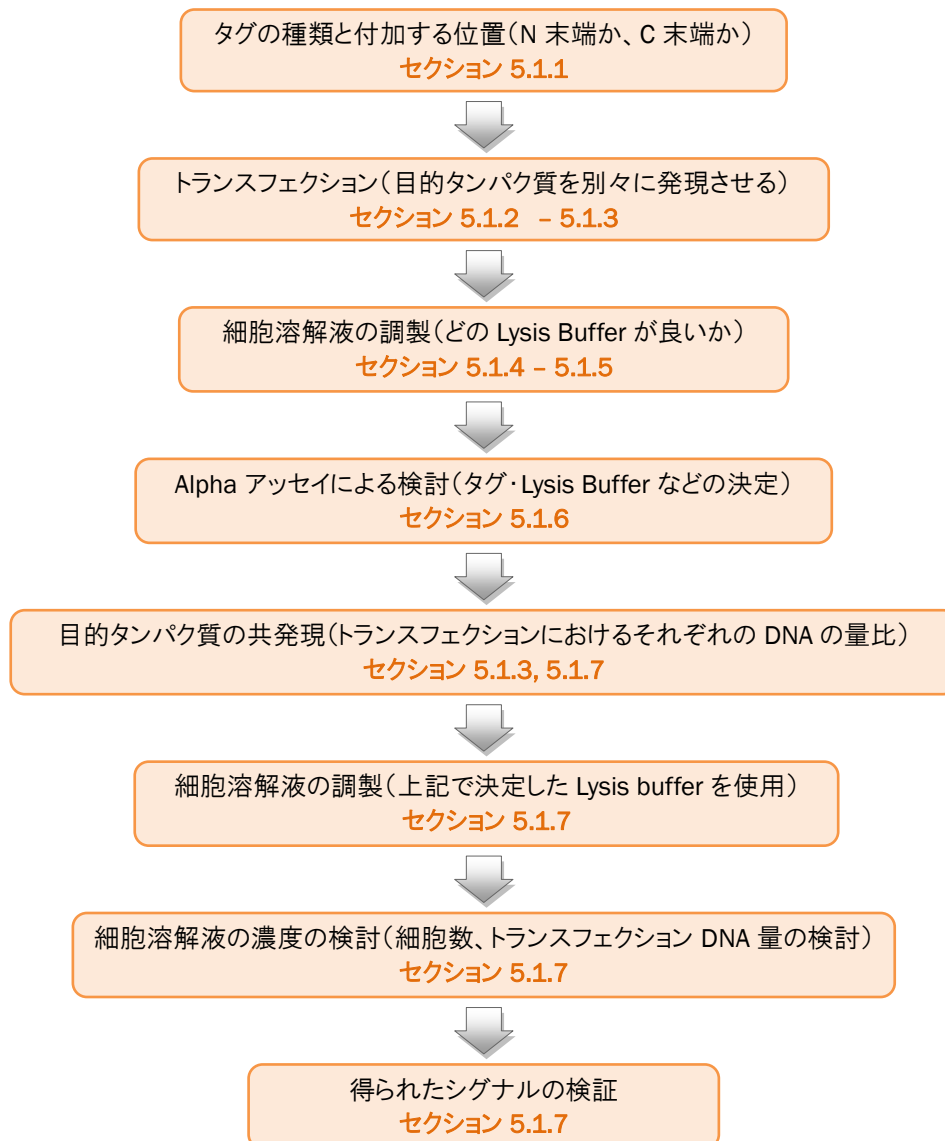 タグの種類と付加する位置(N 末端か、C 末端か)
セクション 5.1.1
トランスフェクション(目的タンパク質を別々に発現させる)
セクション 5.1.2 – 5.1.3
細胞溶解液の調製(どの Lysis Buffer が良いか)
セクション 5.1.4 – 5.1.5
Alpha アッセイによる検討(タグ・Lysis Buffer などの決定)
セクション 5.1.6
目的タンパク質の共発現(トランスフェクションにおけるそれぞれの DNA の量比)
セクション 5.1.3, 5.1.7
細胞溶解液の調製(上記で決定した Lysis buffer を使用)
セクション 5.1.7
細胞溶解液の濃度の検討(細胞数、トランスフェクション DNA 量の検討)
セクション 5.1.7
得られたシグナルの検証
セクション 5.1.7